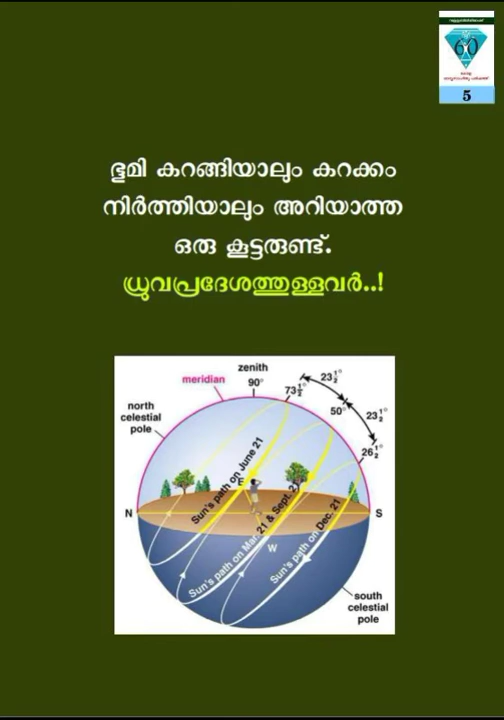 60
5
ഭൂമി കറങ്ങിയാലും കറക്കം
നിർത്തിയാലും അറിയാത്ത
ഒരു കൂട്ടരുണ്ട്.
ധ്രുവപ്രദേശത്തുള്ളവർ..!
zenith
90°
meridian
73½°
23½°
north
celestial
pole
50°
23½°
26½°
Sun's path on June 21
E
N
S
Sun's path on Mar. 21 & Sept. 21
W
Sun's path on Dec. 21
south
celestial
pole